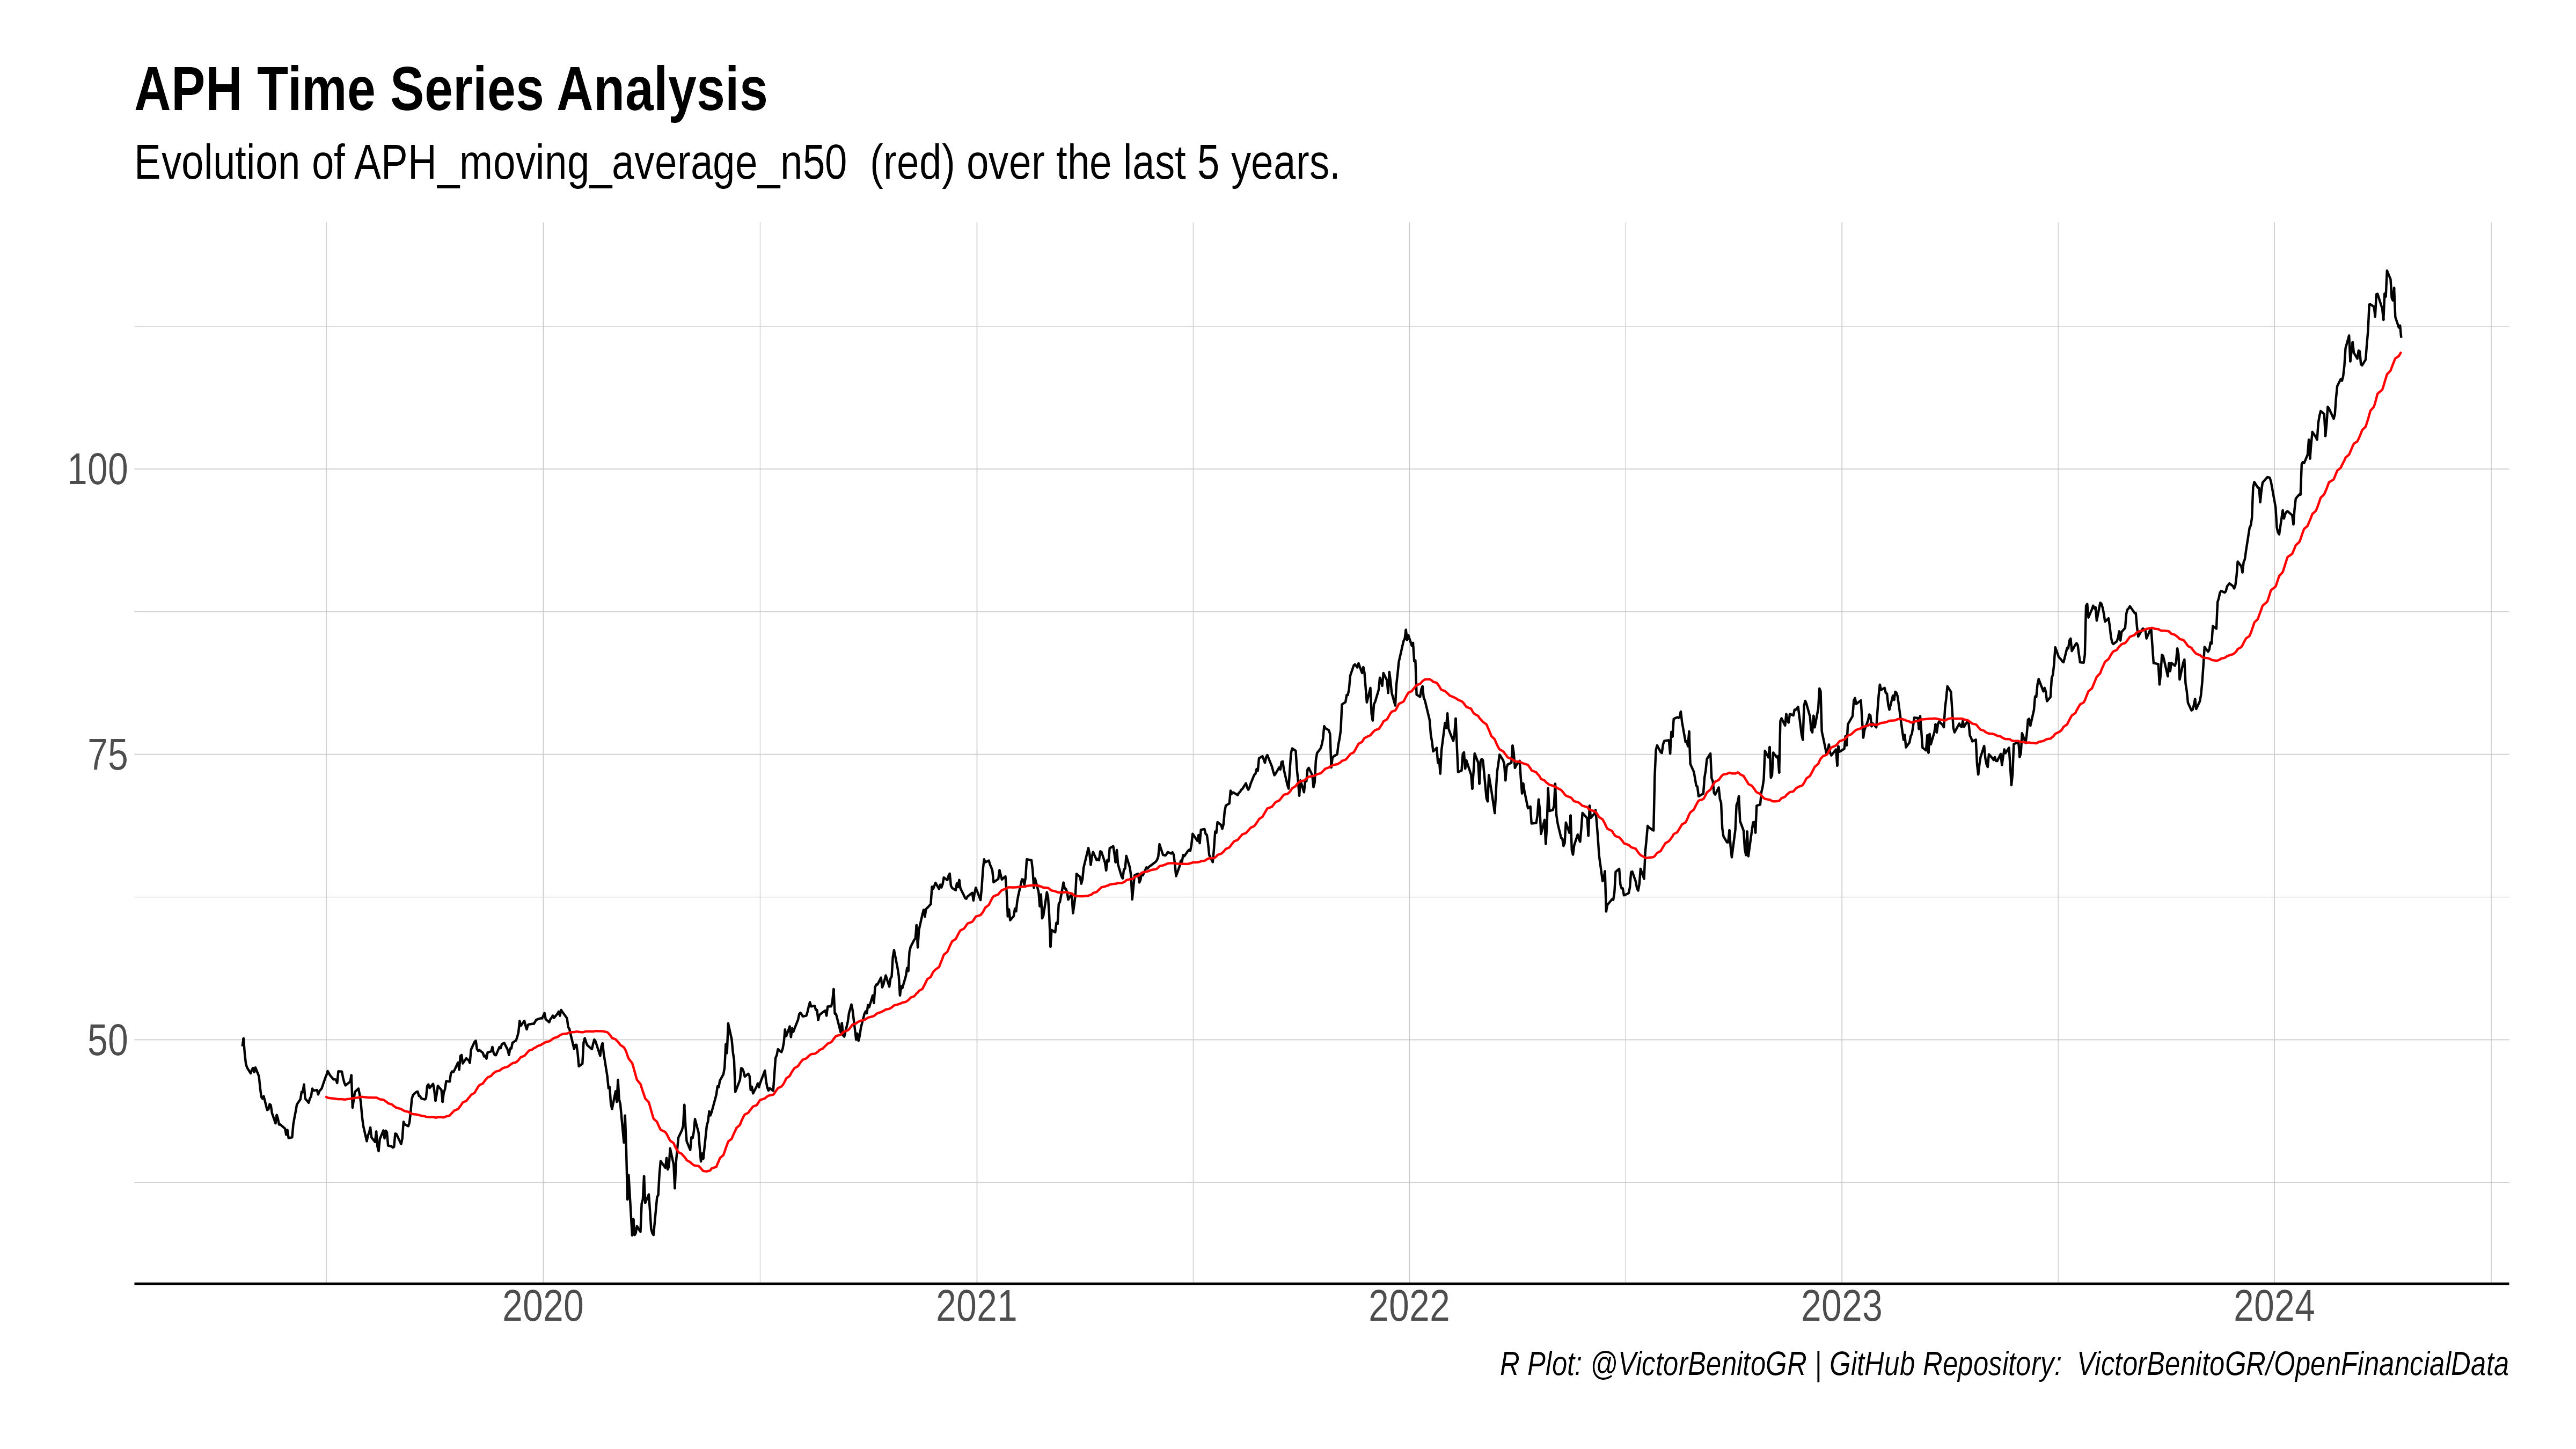 APH Time Series Analysis
Evolution of APH_moving_average_n50  (red) over the last 5 years.
100
75
50
2020 2021 2022 2023 2024
R Plot: @VictorBenitoGR | GitHub Repository:  VictorBenitoGR/OpenFinancialData